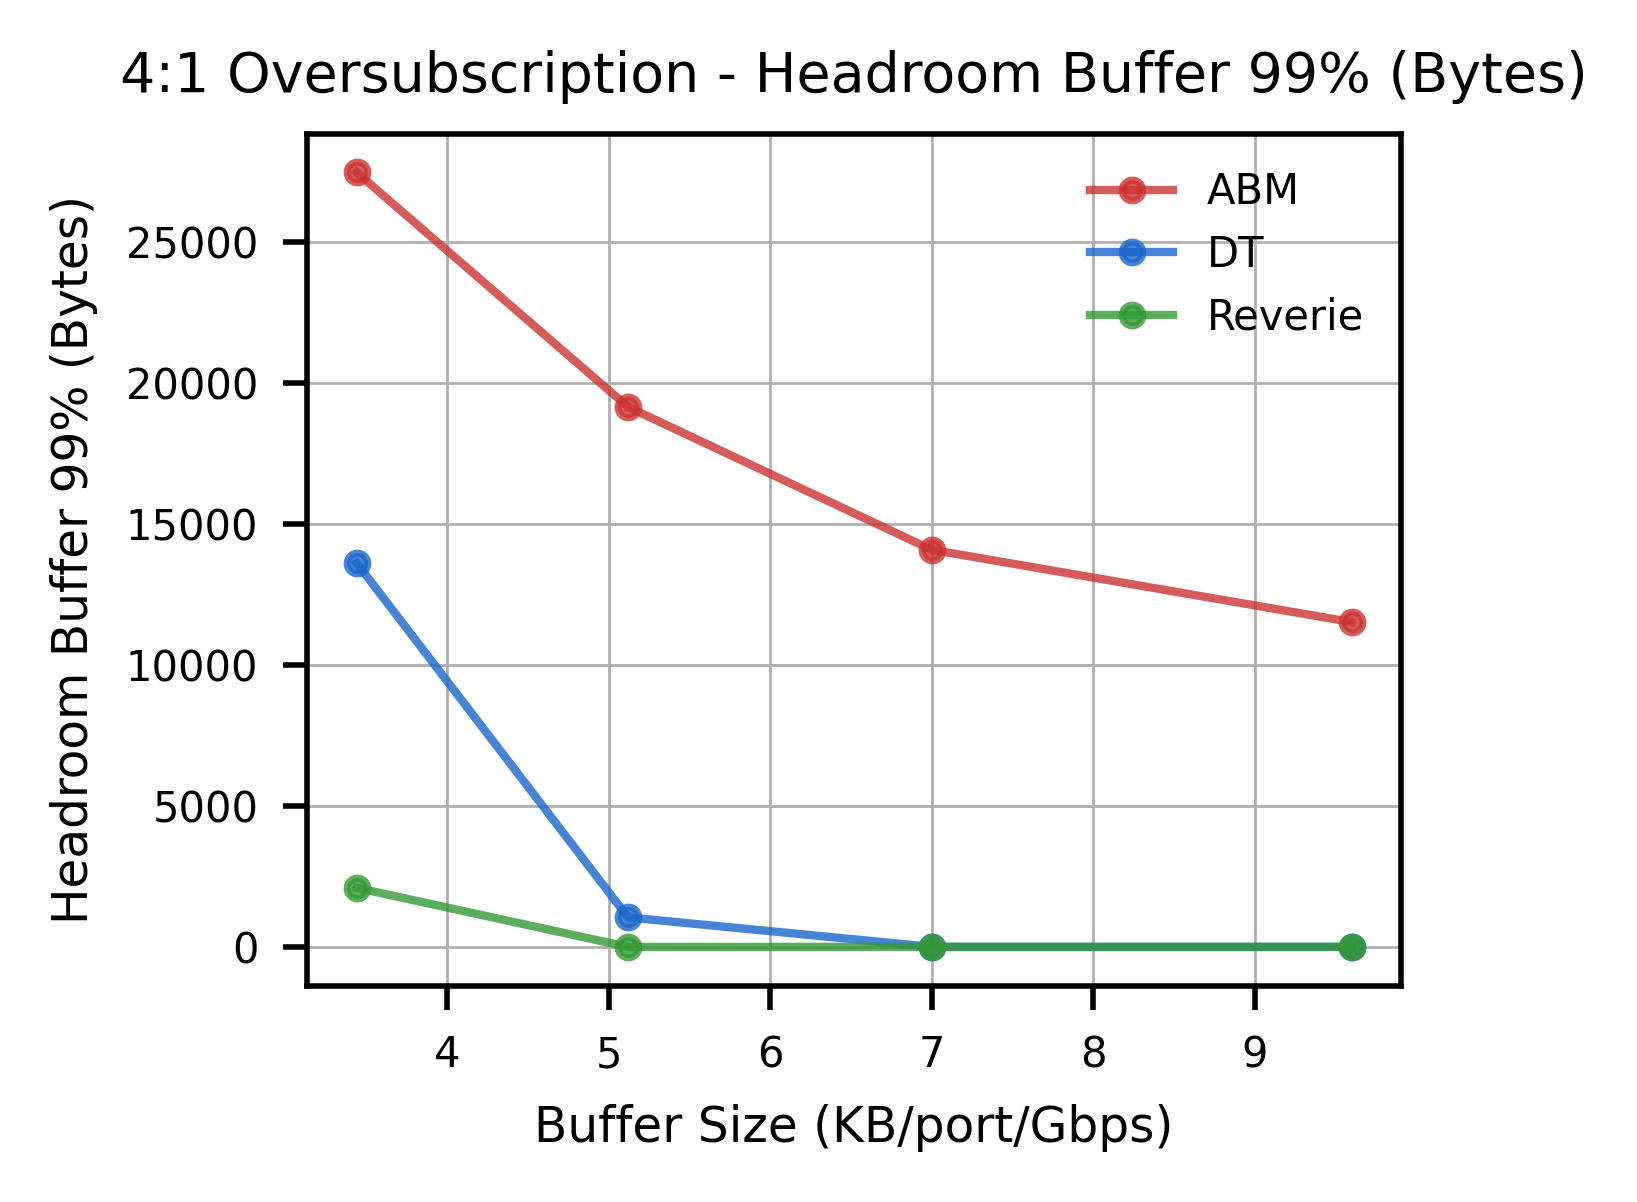 4:1 Oversubscription - Headroom Buffer 99% (Bytes)
Headroom Buffer 99% (Bytes)
25000
20000
15000
10000
5000
0
ABM
DT
Reverie
4 5 6 7 8 9
Buffer Size (KB/port/Gbps)